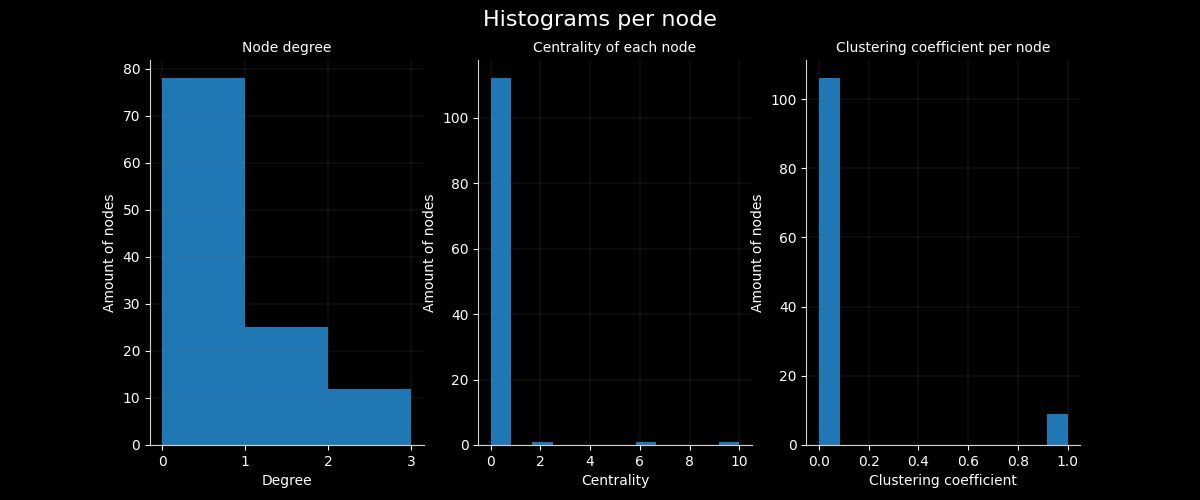 Histograms per node
Node degree
Amount of nodes
80
70
60
50
40
30
20
10
0
0 1 2 3
Degree
Centrality of each node
Amount of nodes
100
80
60
40
20
0
0 2 4 6 8 10
Centrality
Clustering coefficient per node
Amount of nodes
100
80
60
40
20
0
0.0 0.2 0.4 0.6 0.8 1.0
Clustering coefficient